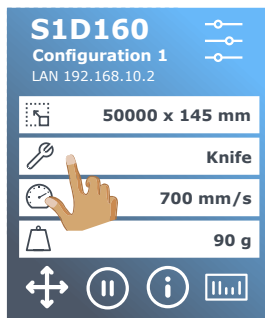 S1D160
Configuration 1
LAN 192.168.10.2
50000 x 145 mm
Knife
700 mm/s
90 g